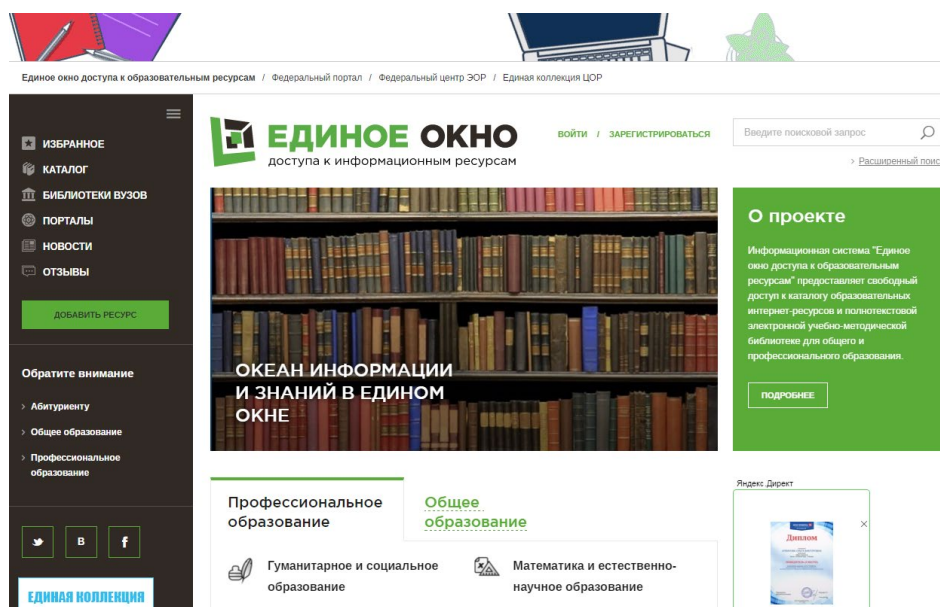 Единое окно доступа к образовательным ресурсам / Федеральный портал / Федеральный центр ЭОР / Единая коллекция ЦОР
ИЗБРАННОЕ
КАТАЛОГ
БИБЛИОТЕКИ ВУЗОВ
ПОРТАЛЫ
НОВОСТИ
ОТЗЫВЫ
ДОБАВИТЬ РЕСУРС
Обратите внимание
› Абитуриенту
› Общее образование
› Профессиональное
образование
В
f
ЕДИНАЯ КОЛЛЕКЦИЯ
ЕДИНОЕ ОКНО
доступа к информационным ресурсам
ВОЙТИ / ЗАРЕГИСТРИРОВАТЬСЯ
Введите поисковой запрос
› Расширенный поис
ОКЕАН ИНФОРМАЦИИ
И ЗНАНИЙ В ЕДИНОМ
ОКНЕ
О проекте
Информационная система "Единое
окно доступа к образовательным
ресурсам" предоставляет свободный
доступ к каталогу образовательных
интернет-ресурсов и полнотекстовой
электронной учебно-методической
библиотеке для общего и
профессионального образования.
ПОДРОБНЕЕ
Профессиональное
образование
Общее
образование
Гуманитарное и социальное
образование
Математика и естественно-
научное образование
Яндекс.Директ
Диплом